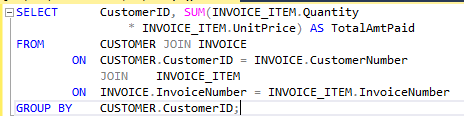 SELECT CustomerID, SUM(INVOICE_ITEM.Quantity
* INVOICE_ITEM.UnitPrice) AS TotalAmtPaid
FROM CUSTOMER JOIN INVOICE
ON CUSTOMER.CustomerID = INVOICE.CustomerNumber
JOIN INVOICE_ITEM
ON INVOICE.InvoiceNumber = INVOICE_ITEM.InvoiceNumber
GROUP BY CUSTOMER.CustomerID;